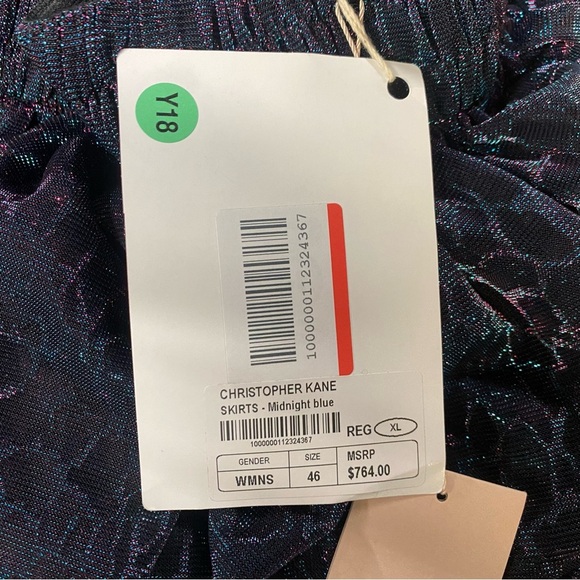 Y18
1000000112324367
CHRISTOPHER KANE
SKIRTS - Midnight blue
1000000112324367
REG XL
GENDER SIZE MSRP
WMNS 46 $764.00